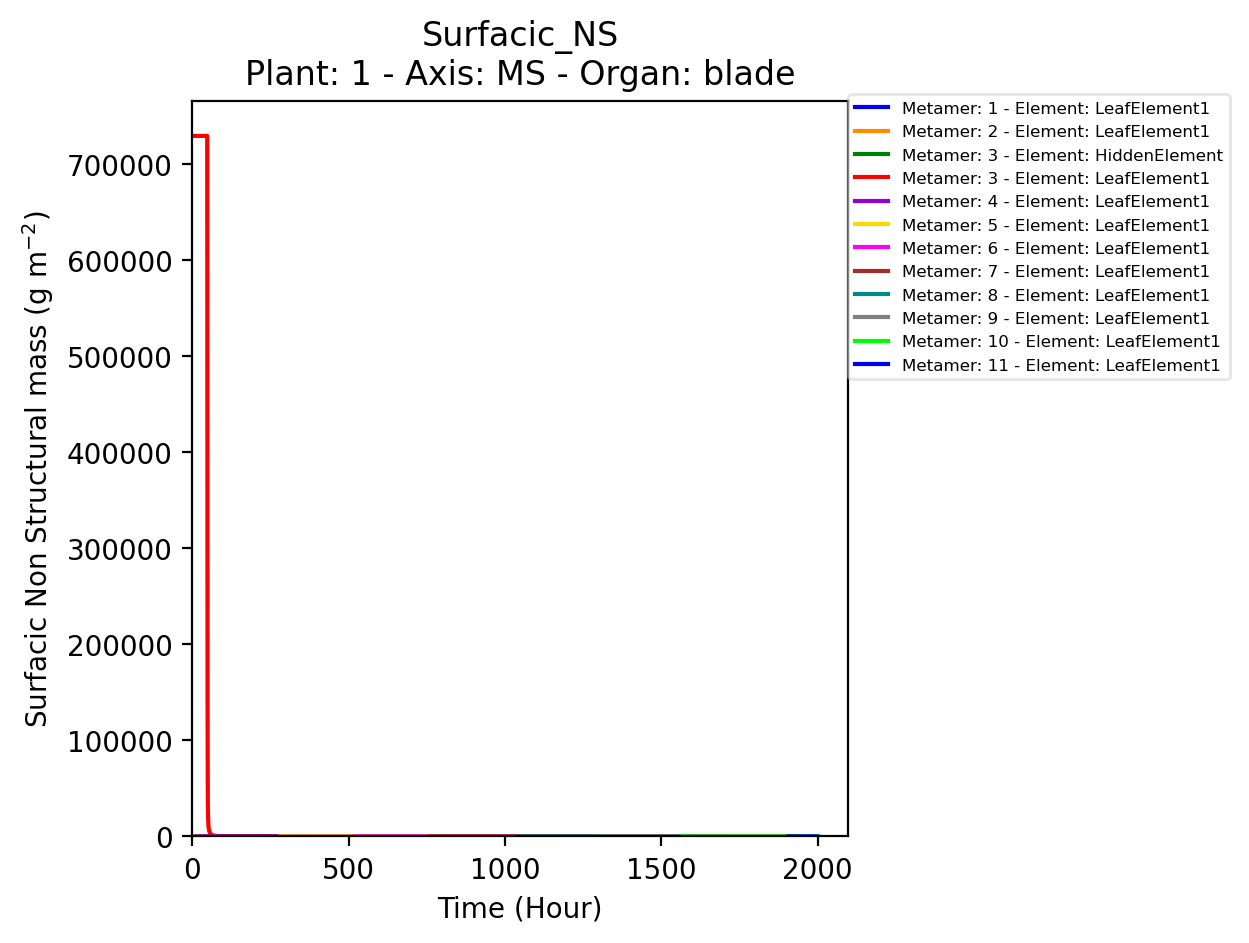 Surfacic_NS
Plant: 1 - Axis: MS - Organ: blade
Surfacic Non Structural mass (g m⁻²)
700000
600000
500000
400000
300000
200000
100000
0
0 500 1000 1500 2000
Time (Hour)
Metamer: 1 - Element: LeafElement1
Metamer: 2 - Element: LeafElement1
Metamer: 3 - Element: HiddenElement
Metamer: 3 - Element: LeafElement1
Metamer: 4 - Element: LeafElement1
Metamer: 5 - Element: LeafElement1
Metamer: 6 - Element: LeafElement1
Metamer: 7 - Element: LeafElement1
Metamer: 8 - Element: LeafElement1
Metamer: 9 - Element: LeafElement1
Metamer: 10 - Element: LeafElement1
Metamer: 11 - Element: LeafElement1